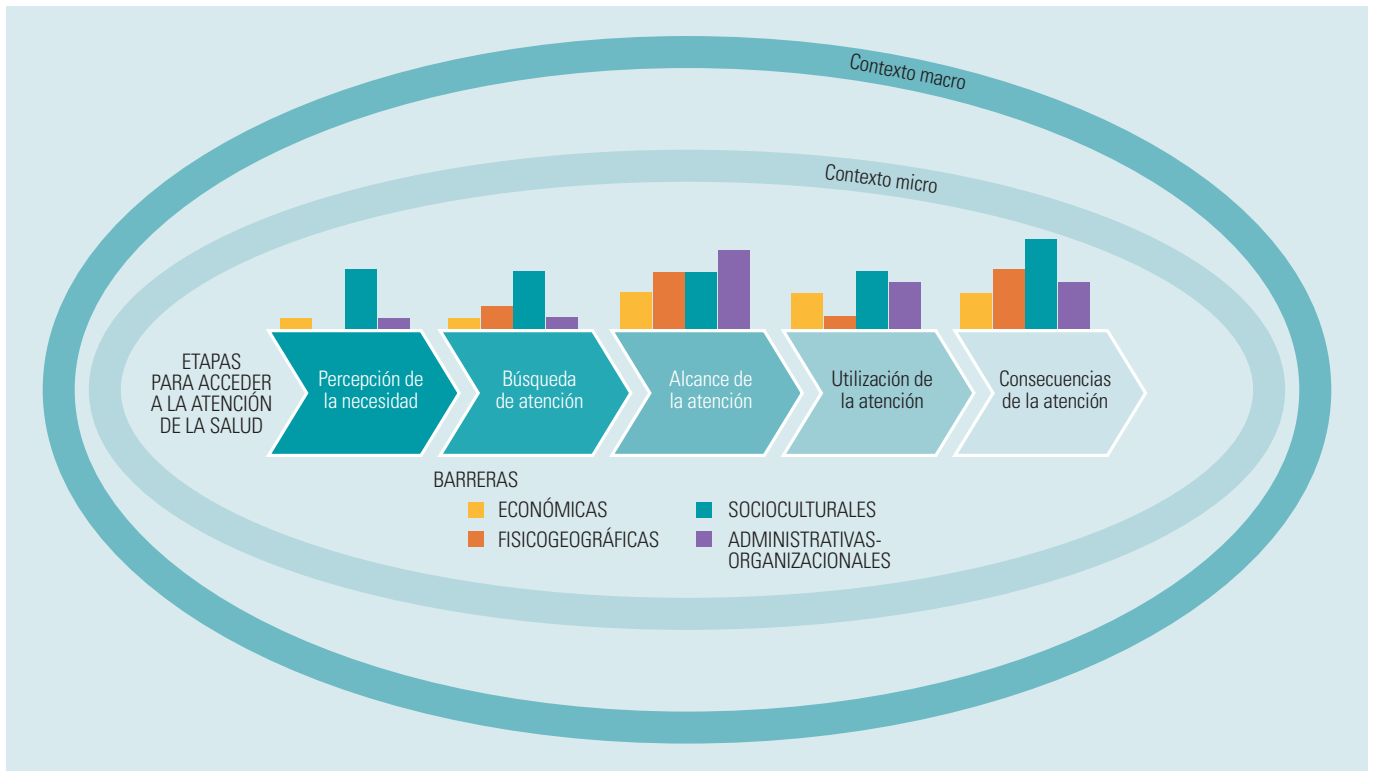 Contexto macro
Contexto micro
ETAPAS
PARA ACCEDER
A LA ATENCIÓN
DE LA SALUD
Percepción de
la necesidad
Búsqueda
de atención
Alcance de
la atención
Utilización de
la atención
Consecuencias
de la atención
BARRERAS
ECONÓMICAS
FISICOGEOGRÁFICAS
SOCIOCULTURALES
ADMINISTRATIVAS-
ORGANIZACIONALES